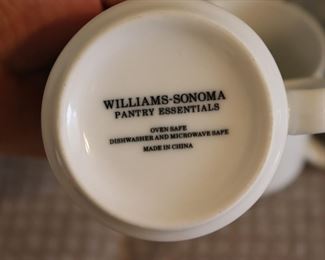 WILLIAMS-SONOMA
PANTRY ESSENTIALS
OVEN SAFE
DISHWASHER AND MICROWAVE SAFE
MADE IN CHINA